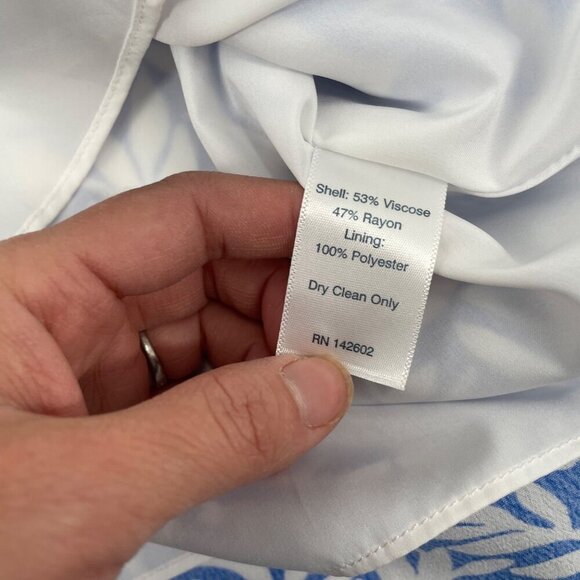 Shell: 53% Viscose
47% Rayon
Lining:
100% Polyester
Dry Clean Only
RN 142602